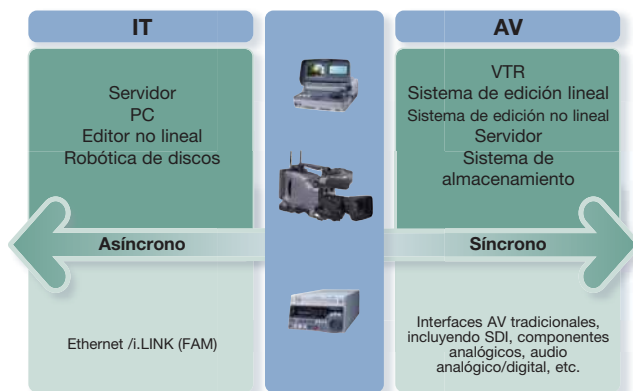 IT
AV
Servidor
PC
Editor no lineal
Robótica de discos
VTR
Sistema de edición lineal
Sistema de edición no lineal
Servidor
Sistema de
almacenamiento
Asíncrono
Síncrono
Ethernet /i.LINK (FAM)
Interfaces AV tradicionales,
incluyendo SDI, componentes
analógicos, audio
analógico/digital, etc.